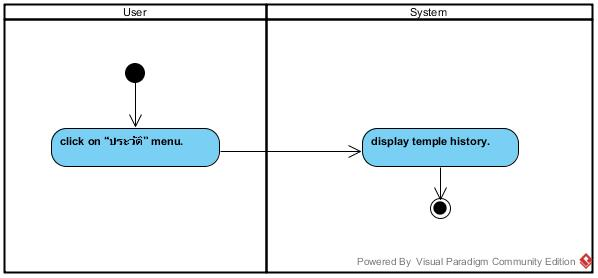 User
System
click on “ประวัติ” menu.
display temple history.
Powered By Visual Paradigm Community Edition